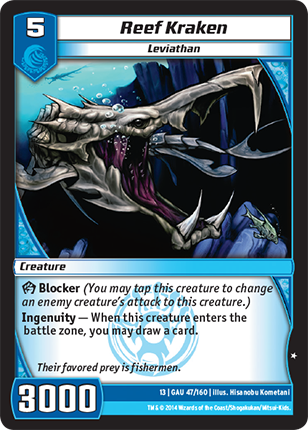 5
Reef Kraken
Leviathan
Creature
Blocker (You may tap this creature to change
an enemy creature's attack to this creature.)
Ingenuity — When this creature enters the
battle zone, you may draw a card.
Their favored prey is fishermen.
3000
13 | GAU 47/160 | Illus. Hisanobu Kometani
TM & © 2014 Wizards of the Coast/Shogakukan/Mitsui-Kids.